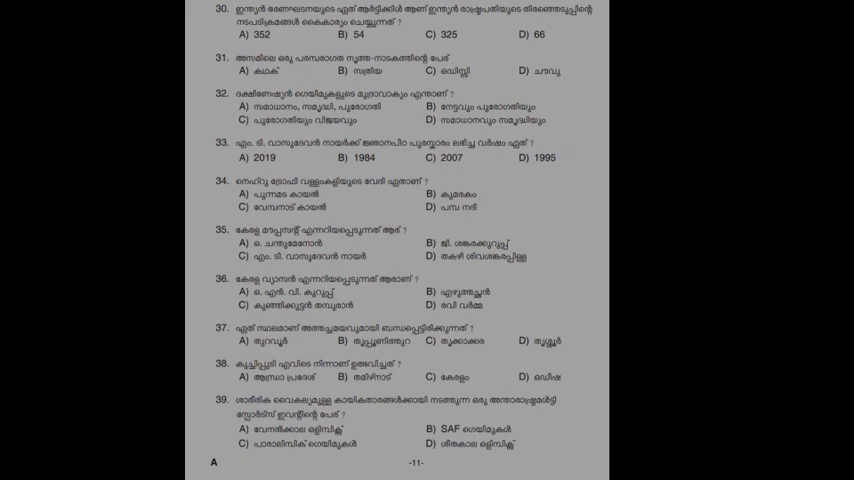 30. ഇന്ത്യൻ ഭരണഘടനയുടെ ഏത് ആർട്ടിക്കിൾ ആണ് ഇന്ത്യൻ രാഷ്ട്രപതിയുടെ തിരഞ്ഞെടുപ്പിന്റെ
നടപടിക്രമങ്ങൾ കൈകാര്യം ചെയ്യുന്നത് ?
A) 352 B) 54 C) 325 D) 66
31. അസമിലെ ഒരു പരമ്പരാഗത നൃത്ത-നാടകത്തിന്റെ പേര്
A) കഥക് B) സത്രിയ C) ഒഡിസ്സി D) ചൗവു
32. ദക്ഷിണേഷ്യൻ ഗെയിമുകളുടെ മുദ്രാവാക്യം എന്താണ് ?
A) സമാധാനം, സമൃദ്ധി, പുരോഗതി B) നേട്ടവും പുരോഗതിയും
C) പുരോഗതിയും വിജയവും D) സമാധാനവും സമൃദ്ധിയും
33. എം. ടി. വാസുദേവൻ നായർക്ക് ജ്ഞാനപീഠ പുരസ്കാരം ലഭിച്ച വർഷം ഏത് ?
A) 2019 B) 1984 C) 2007 D) 1995
34. നെഹ്റു ട്രോഫി വള്ളംകളിയുടെ വേദി ഏതാണ് ?
A) പുന്നമട കായൽ B) കുമരകം
C) വേമ്പനാട് കായൽ D) പമ്പ നദി
35. കേരള മൗപ്പസന്റ് എന്നറിയപ്പെടുന്നത് ആര് ?
A) ഒ. ചന്തുമേനോൻ B) ജി. ശങ്കരക്കുറുപ്പ്
C) എം. ടി. വാസുദേവൻ നായർ D) തകഴി ശിവശങ്കരപ്പിള്ള
36. കേരള വ്യാസൻ എന്നറിയപ്പെടുന്നത് ആരാണ് ?
A) ഒ. എൻ. വി. കുറുപ്പ് B) എഴുത്തച്ഛൻ
C) കുഞ്ഞിക്കുട്ടൻ തമ്പുരാൻ D) രവി വർമ്മ
37. ഏത് സ്ഥലമാണ് അത്തച്ചമയവുമായി ബന്ധപ്പെട്ടിരിക്കുന്നത് ?
A) തുറവൂർ B) തൃപ്പൂണിത്തുറ C) തൃക്കാക്കര D) തൃശ്ശൂർ
38. കുച്ചിപ്പുടി എവിടെ നിന്നാണ് ഉത്ഭവിച്ചത് ?
A) ആന്ധ്രാ പ്രദേശ് B) തമിഴ്നാട് C) കേരളം D) ഒഡീഷ
39. ശാരീരിക വൈകല്യമുള്ള കായികതാരങ്ങൾക്കായി നടത്തുന്ന ഒരു അന്താരാഷ്ട്രമൾട്ടി
സ്പോർട്സ് ഇവന്റിന്റെ പേര് ?
A) വേനൽക്കാല ഒളിമ്പിക്സ് B) SAF ഗെയിമുകൾ
C) പാരാലിമ്പിക് ഗെയിമുകൾ D) ശീതകാല ഒളിമ്പിക്സ്
A -11-